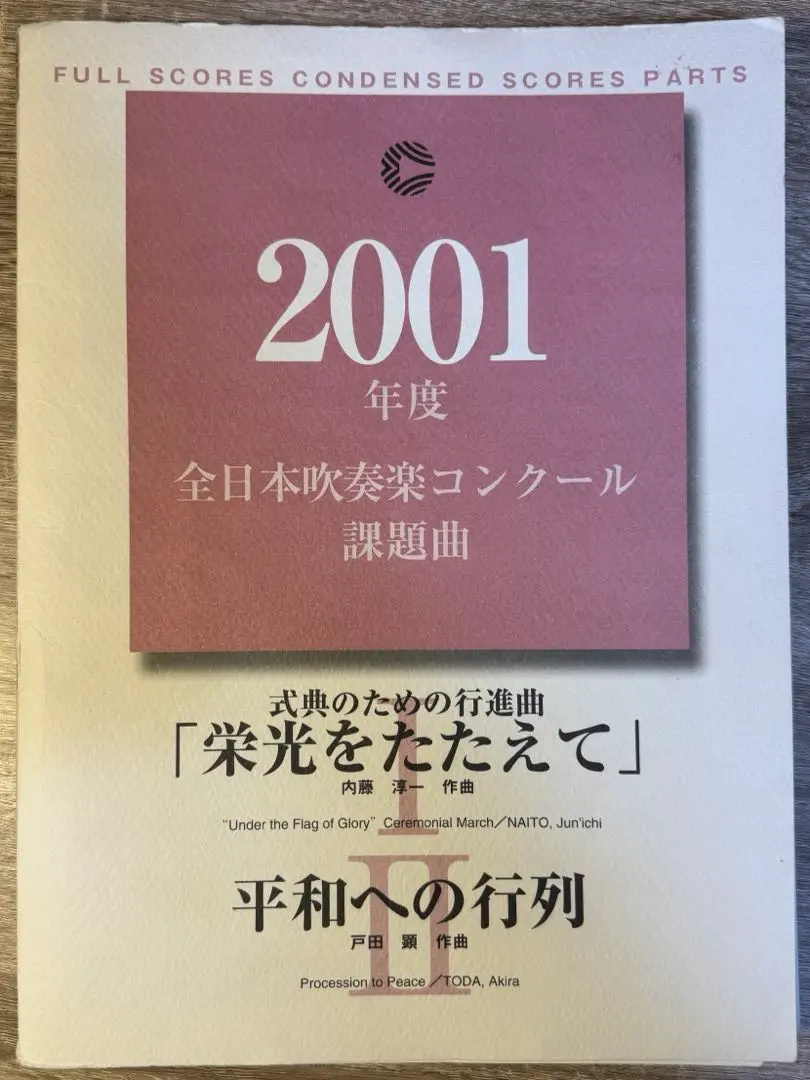 FULL SCORES CONDENSED SCORES PARTS
2001
年度
全日本吹奏楽コンクール
課題曲
I
式典のための行進曲
「栄光をたたえて」
内藤 淳一 作曲
“Under the Flag of Glory” Ceremonial March／NAITO, Jun'ichi
II
平和への行列
戸田 顕 作曲
Procession to Peace ／TODA, Akira